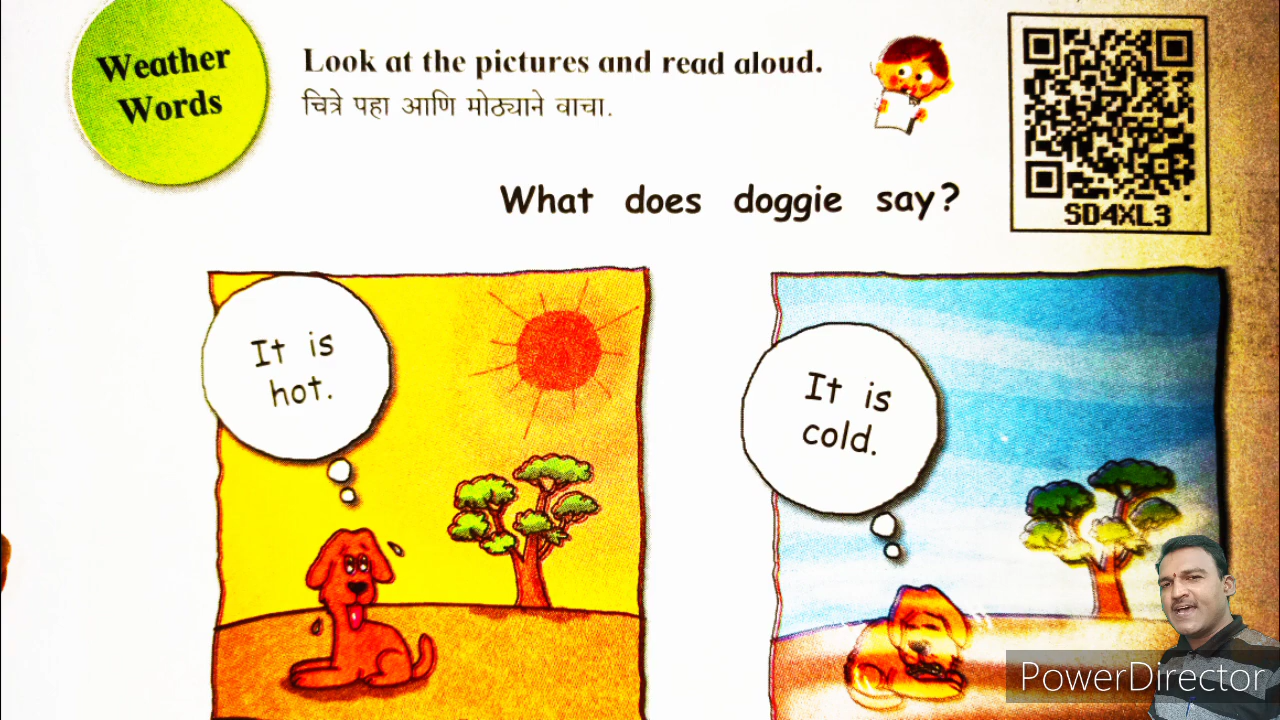 Weather
Words
Look at the pictures and read aloud.
चित्रे पहा आणि मोठ्याने वाचा.
SD4XL3
What does doggie say?
It is
hot.
It is
cold.
PowerDirector